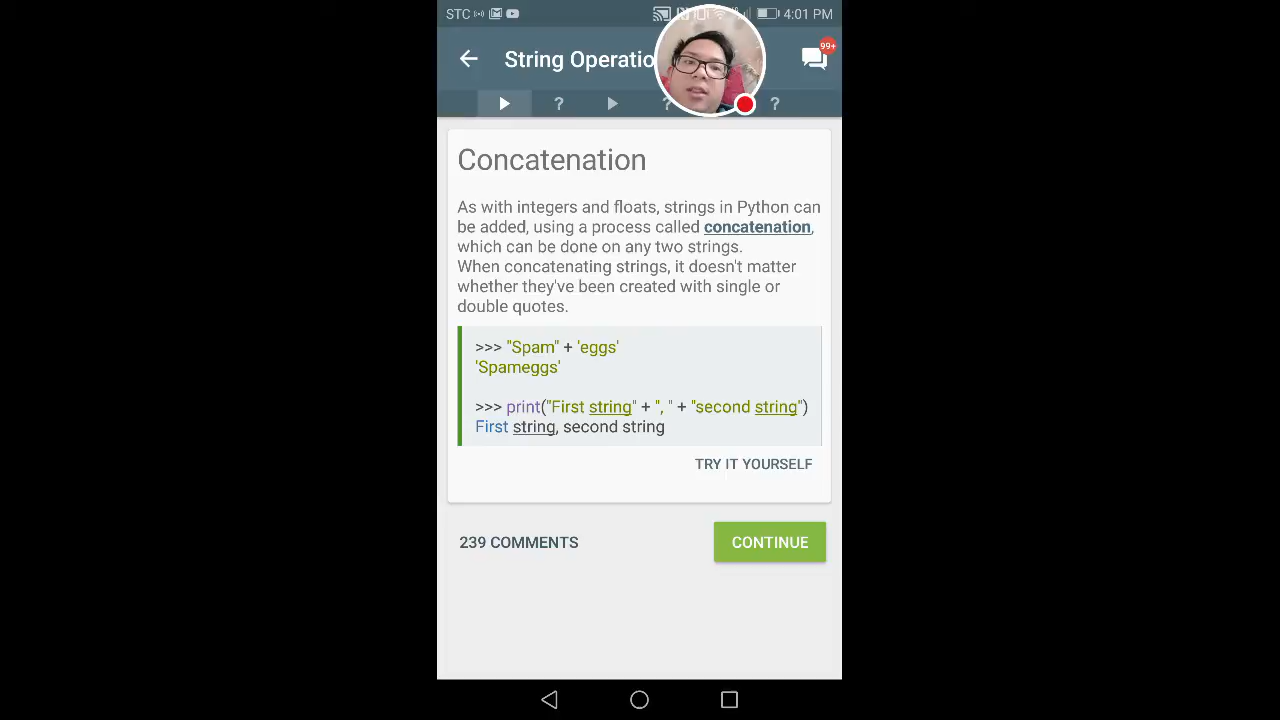 STC 4:01 PM
String Operatio
99+
? ? ?
Concatenation
As with integers and floats, strings in Python can
be added, using a process called concatenation,
which can be done on any two strings.
When concatenating strings, it doesn't matter
whether they've been created with single or
double quotes.
>>> "Spam" + 'eggs'
'Spameggs'
>>> print("First string" + ", " + "second string")
First string, second string
TRY IT YOURSELF
239 COMMENTS
CONTINUE